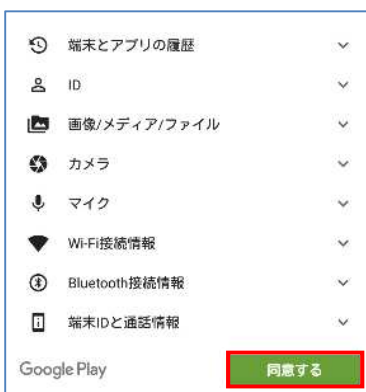 端末とアプリの履歴
ID
画像/メディア/ファイル
カメラ
マイク
Wi-Fi接続情報
Bluetooth接続情報
端末IDと通話情報
Google Play
同意する